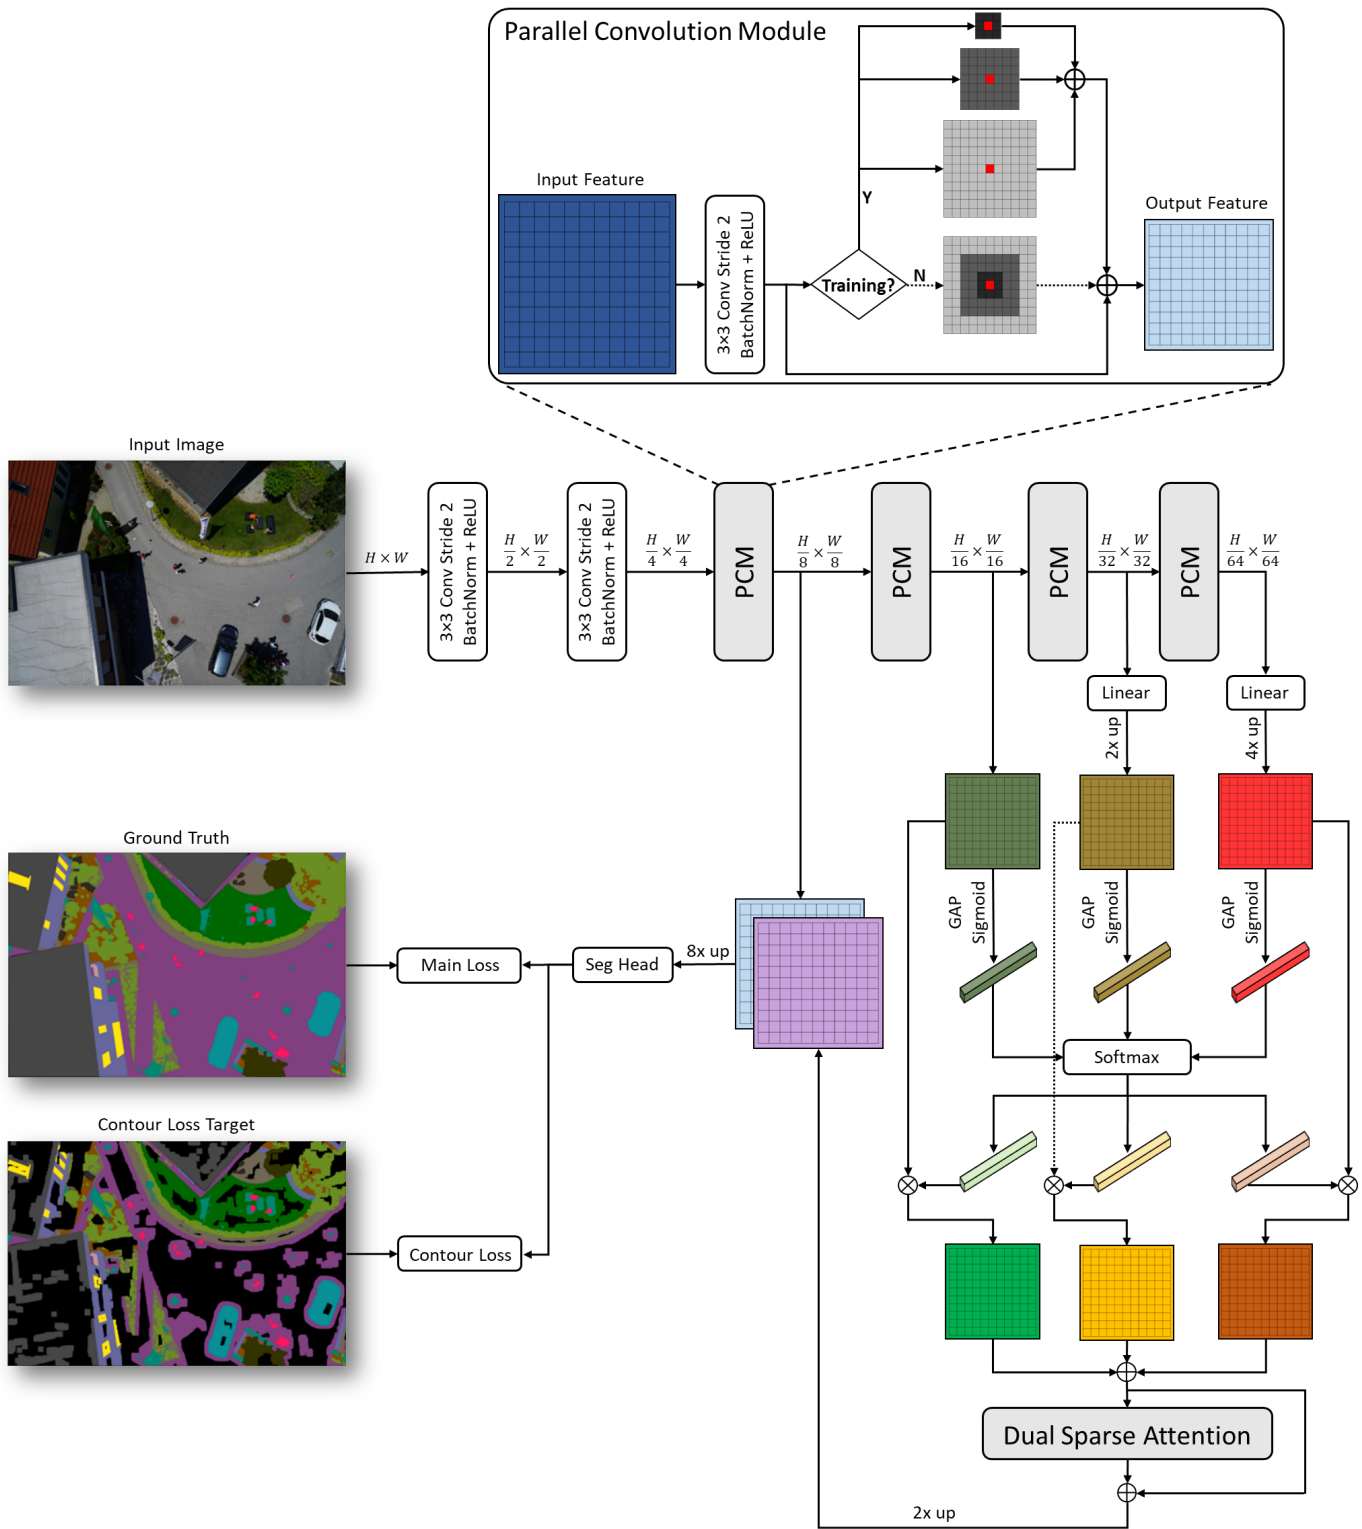 Parallel Convolution Module
Input Feature
3×3 Conv Stride 2
BatchNorm + ReLU
Training?
Y
N
Output Feature
Input Image
H × W
3×3 Conv Stride 2
BatchNorm + ReLU
H/2 × W/2
3×3 Conv Stride 2
BatchNorm + ReLU
H/4 × W/4
PCM
H/8 × W/8
PCM
H/16 × W/16
PCM
H/32 × W/32
PCM
H/64 × W/64
Linear
Linear
2x up
4x up
Ground Truth
GAP
Sigmoid
GAP
Sigmoid
GAP
Sigmoid
Main Loss
Seg Head
8x up
Softmax
Contour Loss Target
Contour Loss
Dual Sparse Attention
2x up